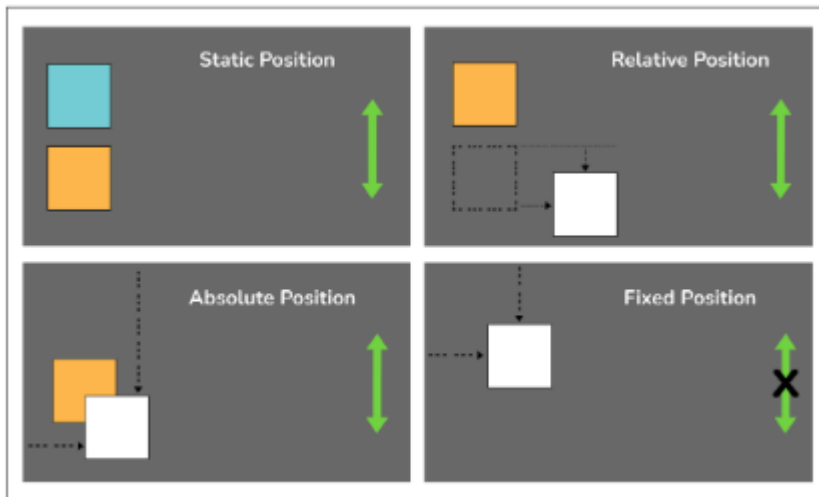 Static Position
Relative Position
Absolute Position
Fixed Position